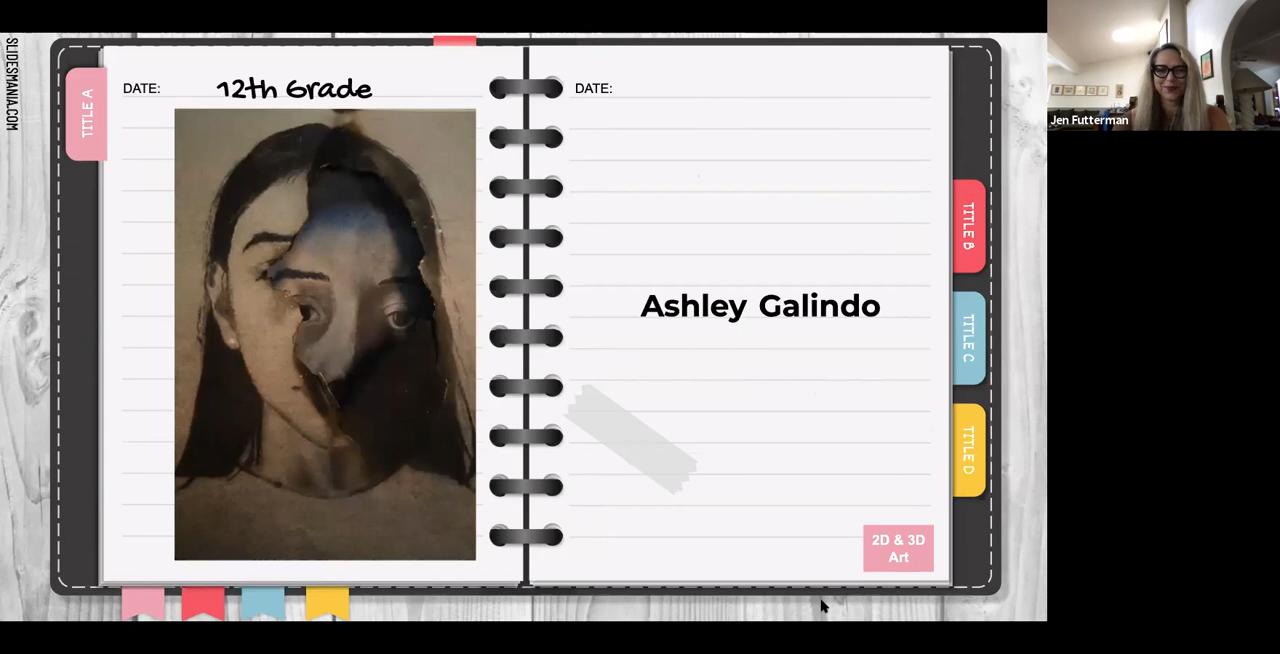 SLIDESMANIA.COM
TITLE A
DATE:
12th Grade
DATE:
Ashley Galindo
2D & 3D
Art
TITLE B
TITLE C
TITLE D
Jen Futterman